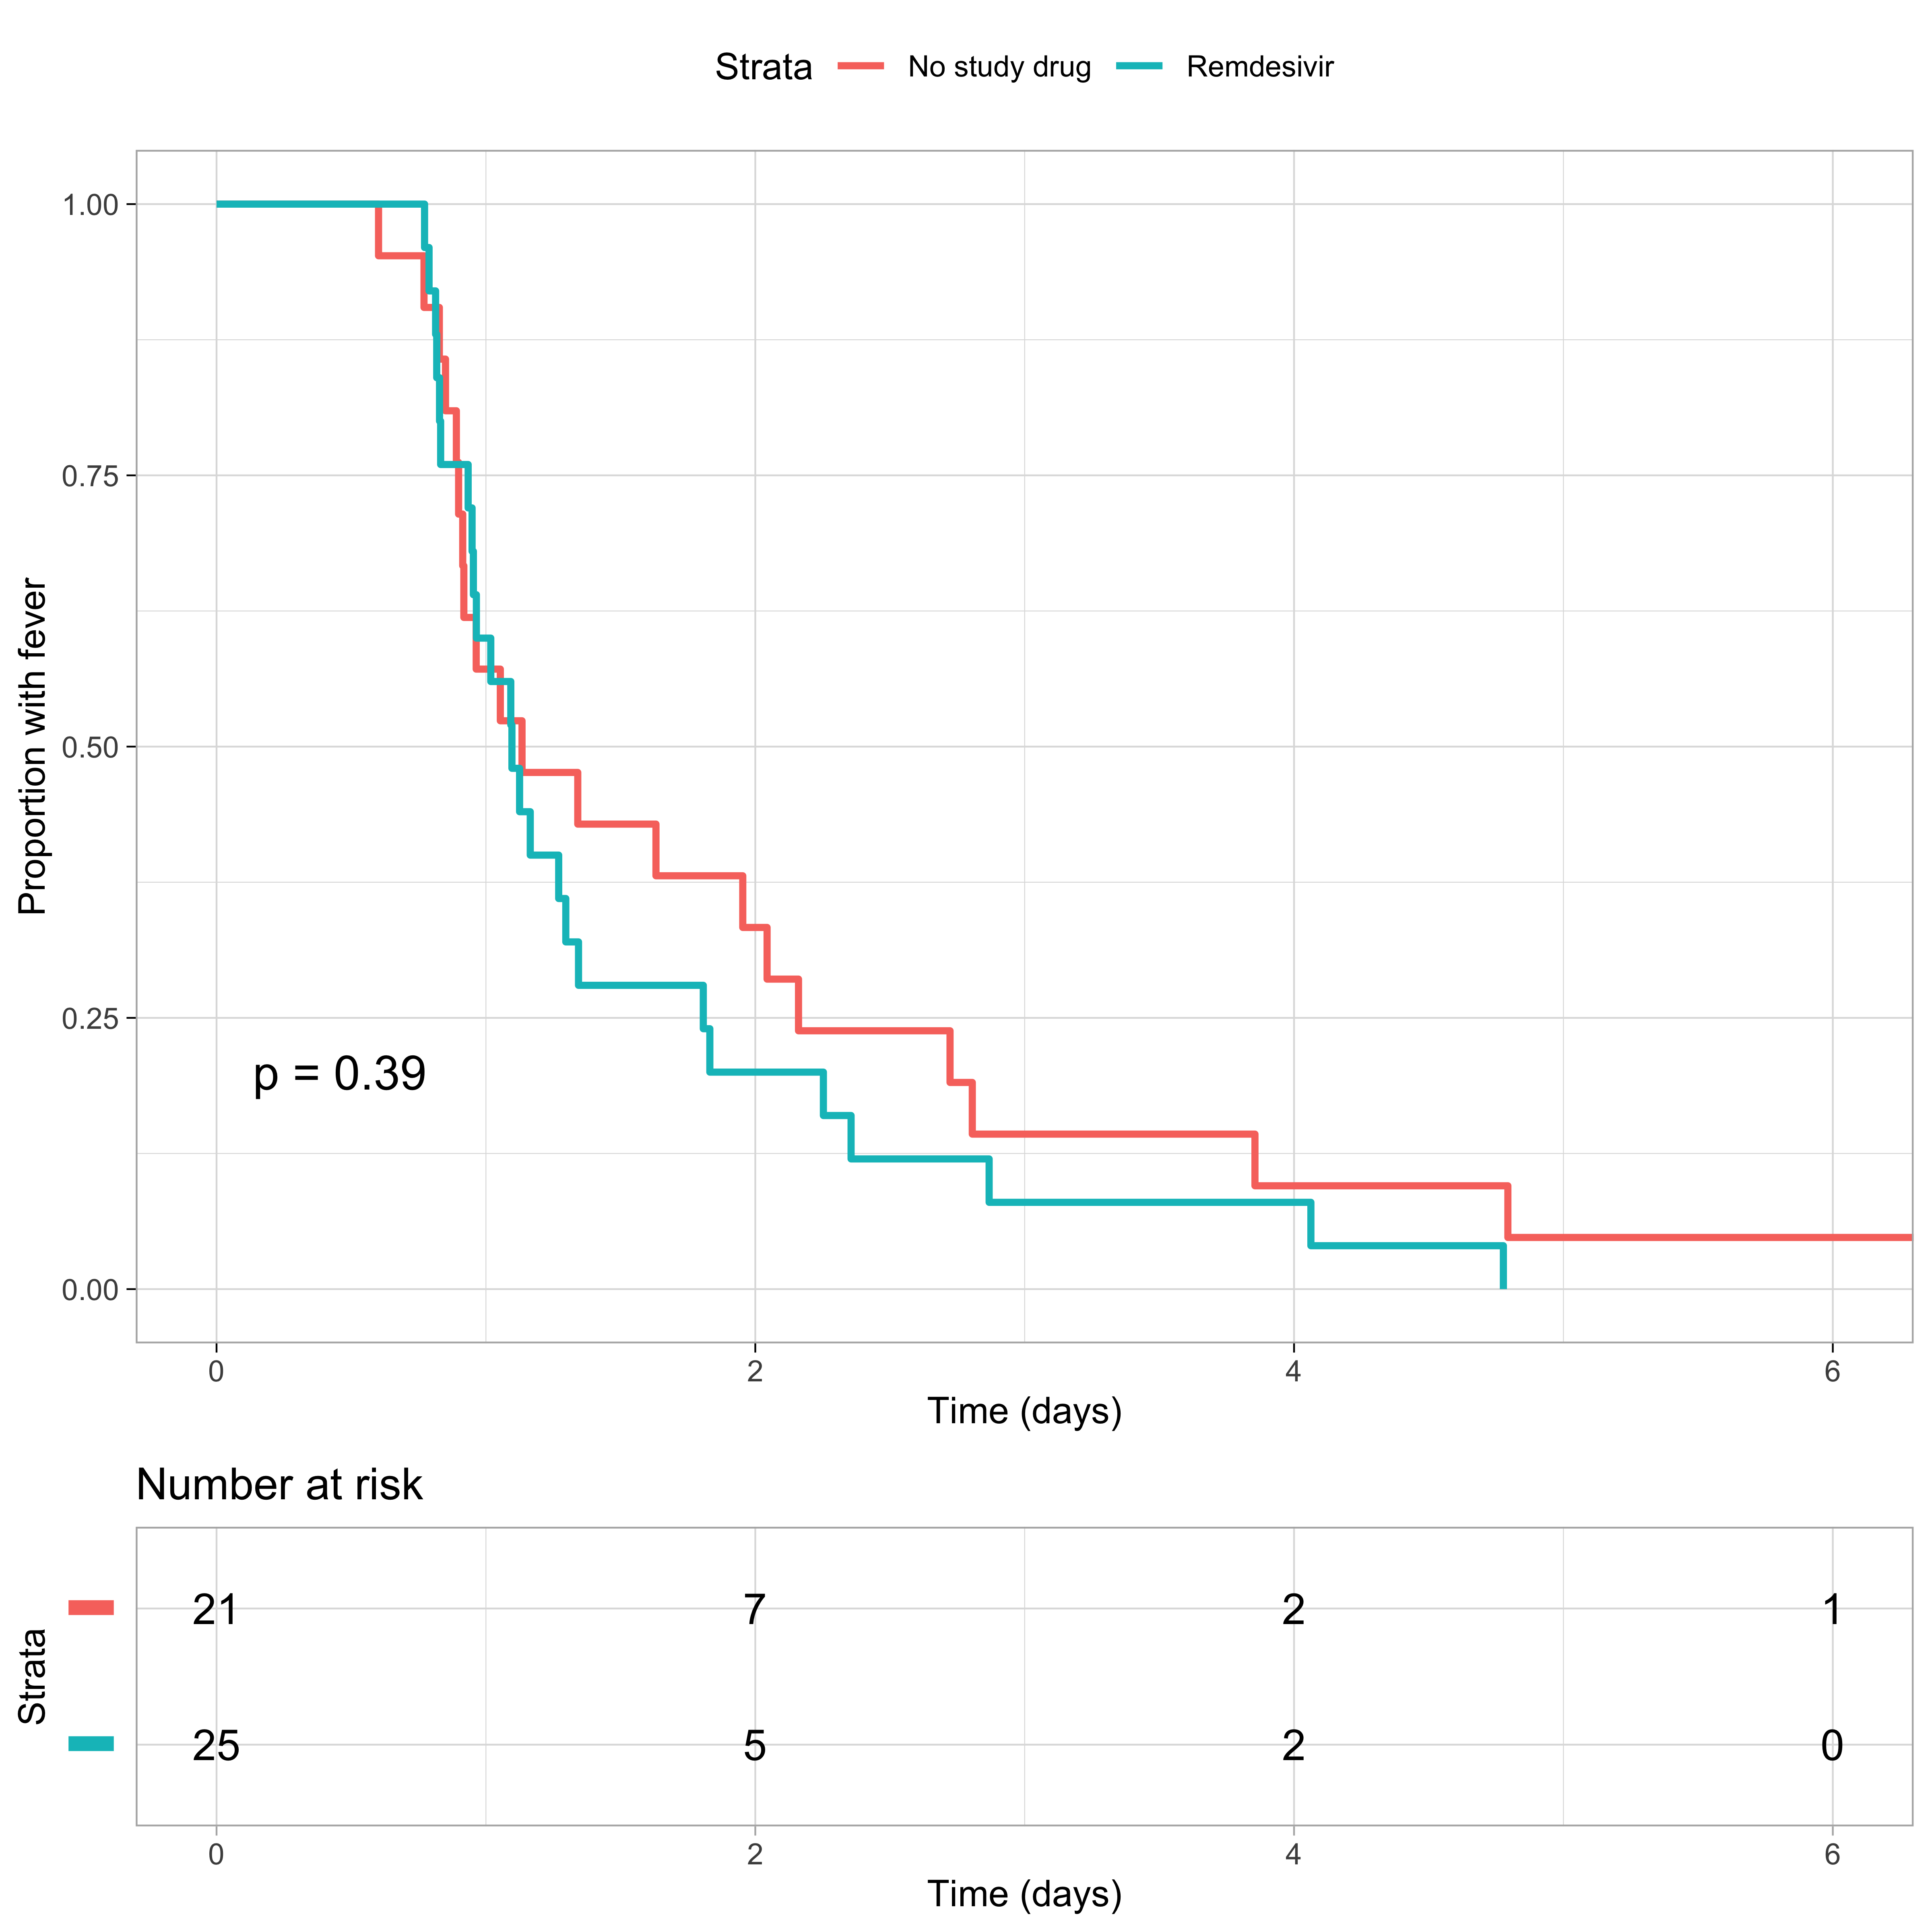 Strata No study drug Remdesivir
1.00
0.75
0.50
0.25
0.00
Proportion with fever
p = 0.39
0 2 4 6
Time (days)
Number at risk
Strata
21 7 2 1
25 5 2 0
0 2 4 6
Time (days)